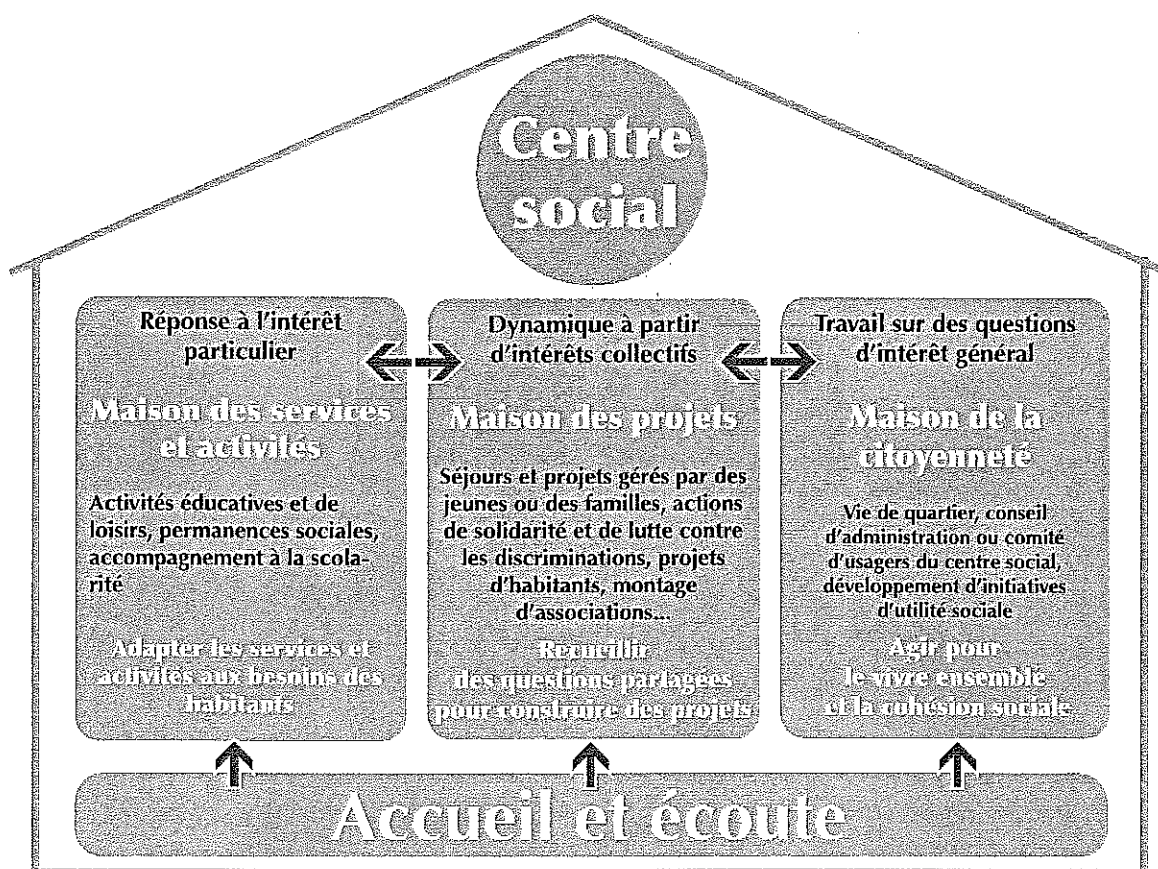 Centre
social
Réponse à l'intérêt
particulier
Maison des services
et activités
Activités éducatives et de
loisirs, permanences sociales,
accompagnement à la scola-
rité
Adapter les services et
activités aux besoins des
habitants
Dynamique à partir
d'intérêts collectifs
Maison des projets
Séjours et projets gérés par des
jeunes ou des familles, actions
de solidarité et de lutte contre
les discriminations, projets
d'habitants, montage
d'associations...
Recueillir
des questions partagées
pour construire des projets
Travail sur des questions
d'intérêt général
Maison de la
citoyenneté
Vie de quartier, conseil
d'administration ou comité
d'usagers du centre social,
développement d'initiatives
d'utilité sociale
Agir pour
le vivre ensemble
et la cohésion sociale
Accueil et écoute